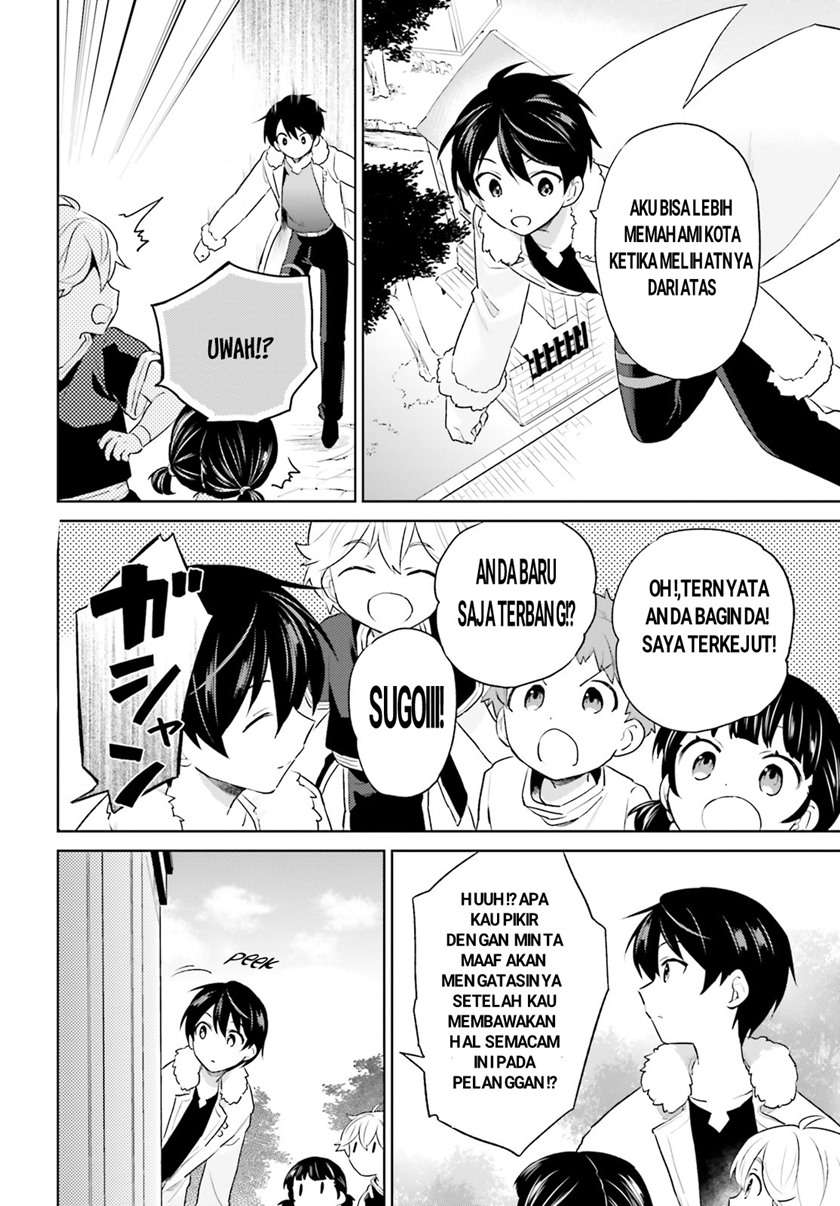 AKU BISA LEBIH
MEMAHAMI KOTA
KETIKA MELIHATNYA
DARI ATAS
UWAH!?
OH!, TERNYATA
ANDA BAGINDA!
SAYA TERKEJUT!
ANDA BARU
SAJA TERBANG!?
SUGOIII!
ガシャン
HUUH!? APA
KAU PIKIR
DENGAN MINTA
MAAF AKAN
MENGATASINYA
SETELAH KAU
MEMBAWAKAN
HAL SEMACAM
INI PADA
PELANGGAN!?
PEEK